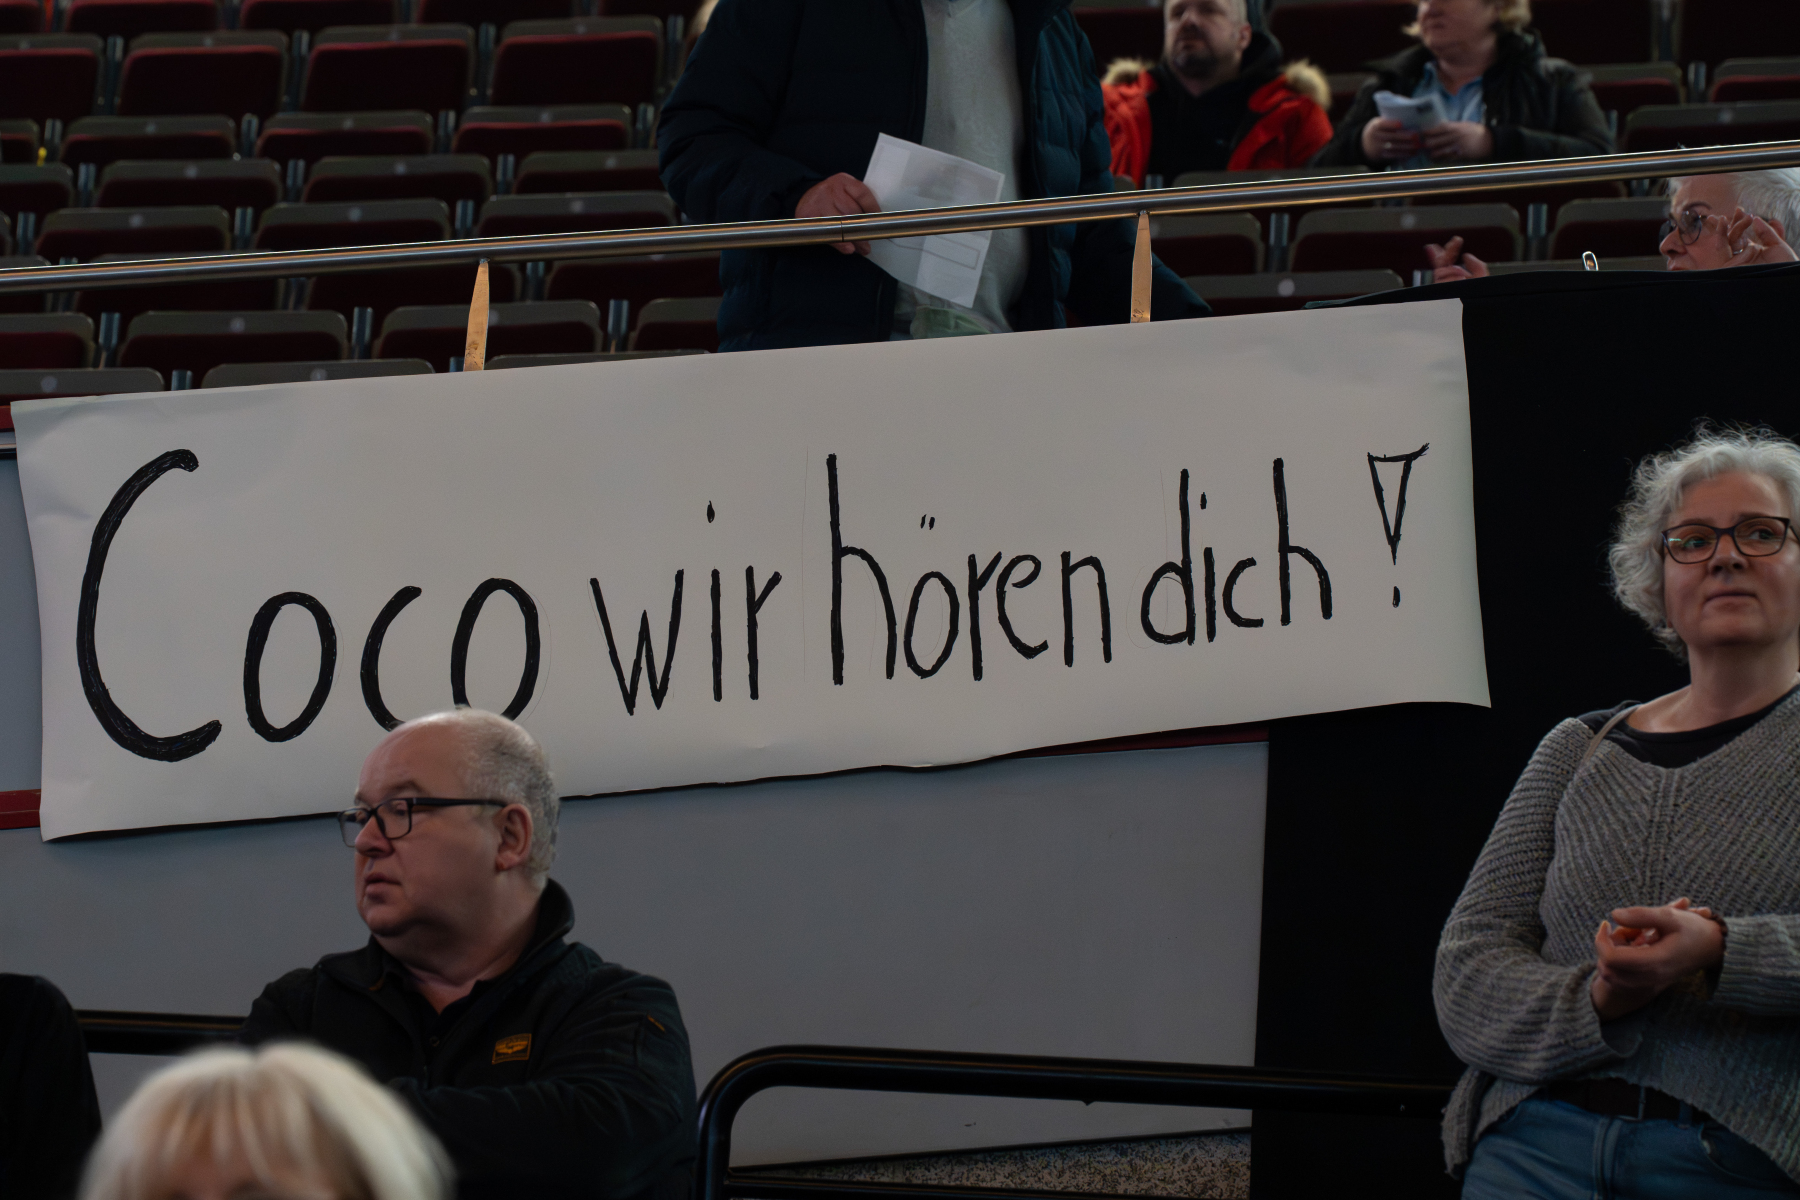 Coco wir hören dich!